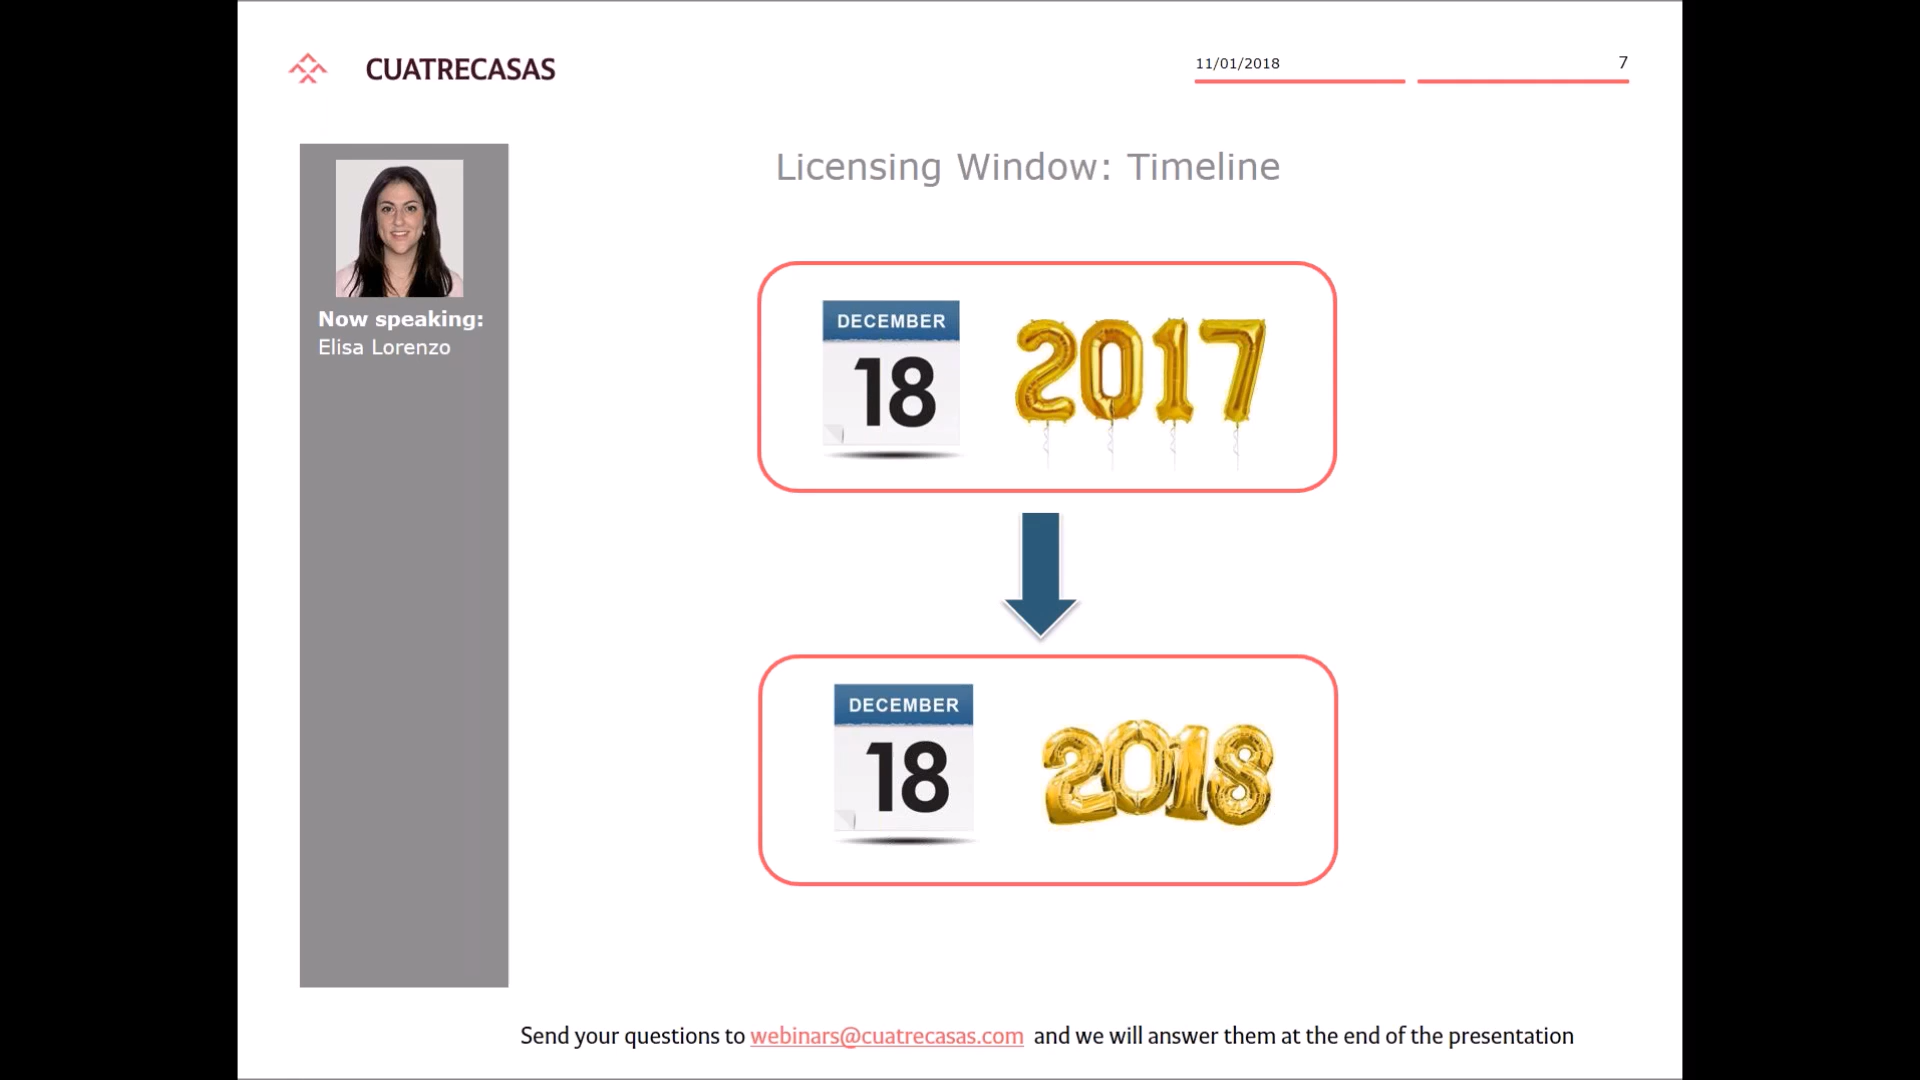 CUATRECASAS
11/01/2018
7
Licensing Window: Timeline
Now speaking:
Elisa Lorenzo
DECEMBER
18
2017
DECEMBER
18
2018
Send your questions to webinars@cuatrecasas.com and we will answer them at the end of the presentation